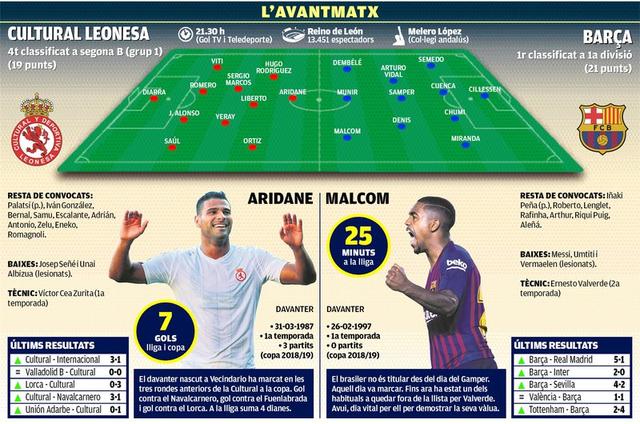 L'AVANTMATX
CULTURAL LEONESA
4t classificat a segona B (grup 1)
(19 punts)
21.30 h
(Gol TV i Teledeporte)
Reino de León
13.451 espectadors
Melero López
(Col·legi andalús)
BARÇA
1r classificat a 1a divisió
(21 punts)
VITI
HUGO
RODRÍGUEZ
SERGIO
MARCOS
DIABRA
ROMERO
LIBERTO
ARIDANE
J. ALONSO
YERAY
SAÚL
ORTIZ
DEMBÉLÉ
SEMEDO
ARTURO
VIDAL
MUNIR
SAMPER
CUENCA
CILLESSEN
CHUMI
DENIS
MALCOM
MIRANDA
CULTURAL Y DEPORTIVA
LEONESA
FCB
RESTA DE CONVOCATS:
Palatsí (p.), Iván González,
Bernal, Samu, Escalante, Adrián,
Antonio, Zelu, Eneko,
Romagnoli.
BAIXES: Josep Señé i Unai
Albizua (lesionats).
TÈCNIC: Víctor Cea Zurita (1a
temporada)
ARIDANE
7
GOLS
lliga i copa
DAVANTER
• 31-03-1987
• 1a temporada
• 3 partits
(copa 2018/19)
El davanter nascut a Vecindario ha marcat en les
tres rondes anteriors de la Cultural a la copa. Gol
contra el Navalcarnero, gol contra el Fuenlabrada
i gol contra el Lorca. A la lliga suma 4 dianes.
MALCOM
25
MINUTS
a la lliga
beko
DAVANTER
• 26-02-1997
• 1a temporada
• 0 partits
(copa 2018/19)
El brasiler no és titular des del dia del Gamper.
Aquell dia va marcar. Fins ara ha estat un dels
habituals a quedar fora de la llista per Valverde.
Avui, dia vital per ell per demostrar la seva vàlua.
RESTA DE CONVOCATS: Iñaki
Peña (p.), Roberto, Lenglet,
Rafinha, Arthur, Riqui Puig,
Aleñá.
BAIXES: Messi, Umtiti i
Vermaelen (lesionats).
TÈCNIC: Ernesto Valverde (2a
temporada)
ÚLTIMS RESULTATS
Cultural - Internacional 3-1
= Valladolid B - Cultural 0-0
Lorca - Cultural 0-3
Cultural - Navalcarnero 3-1
Unión Adarbe - Cultural 0-1
ÚLTIMS RESULTATS
Barça - Real Madrid 5-1
Barça - Inter 2-0
Barça - Sevilla 4-2
= València - Barça 1-1
Tottenham - Barça 2-4